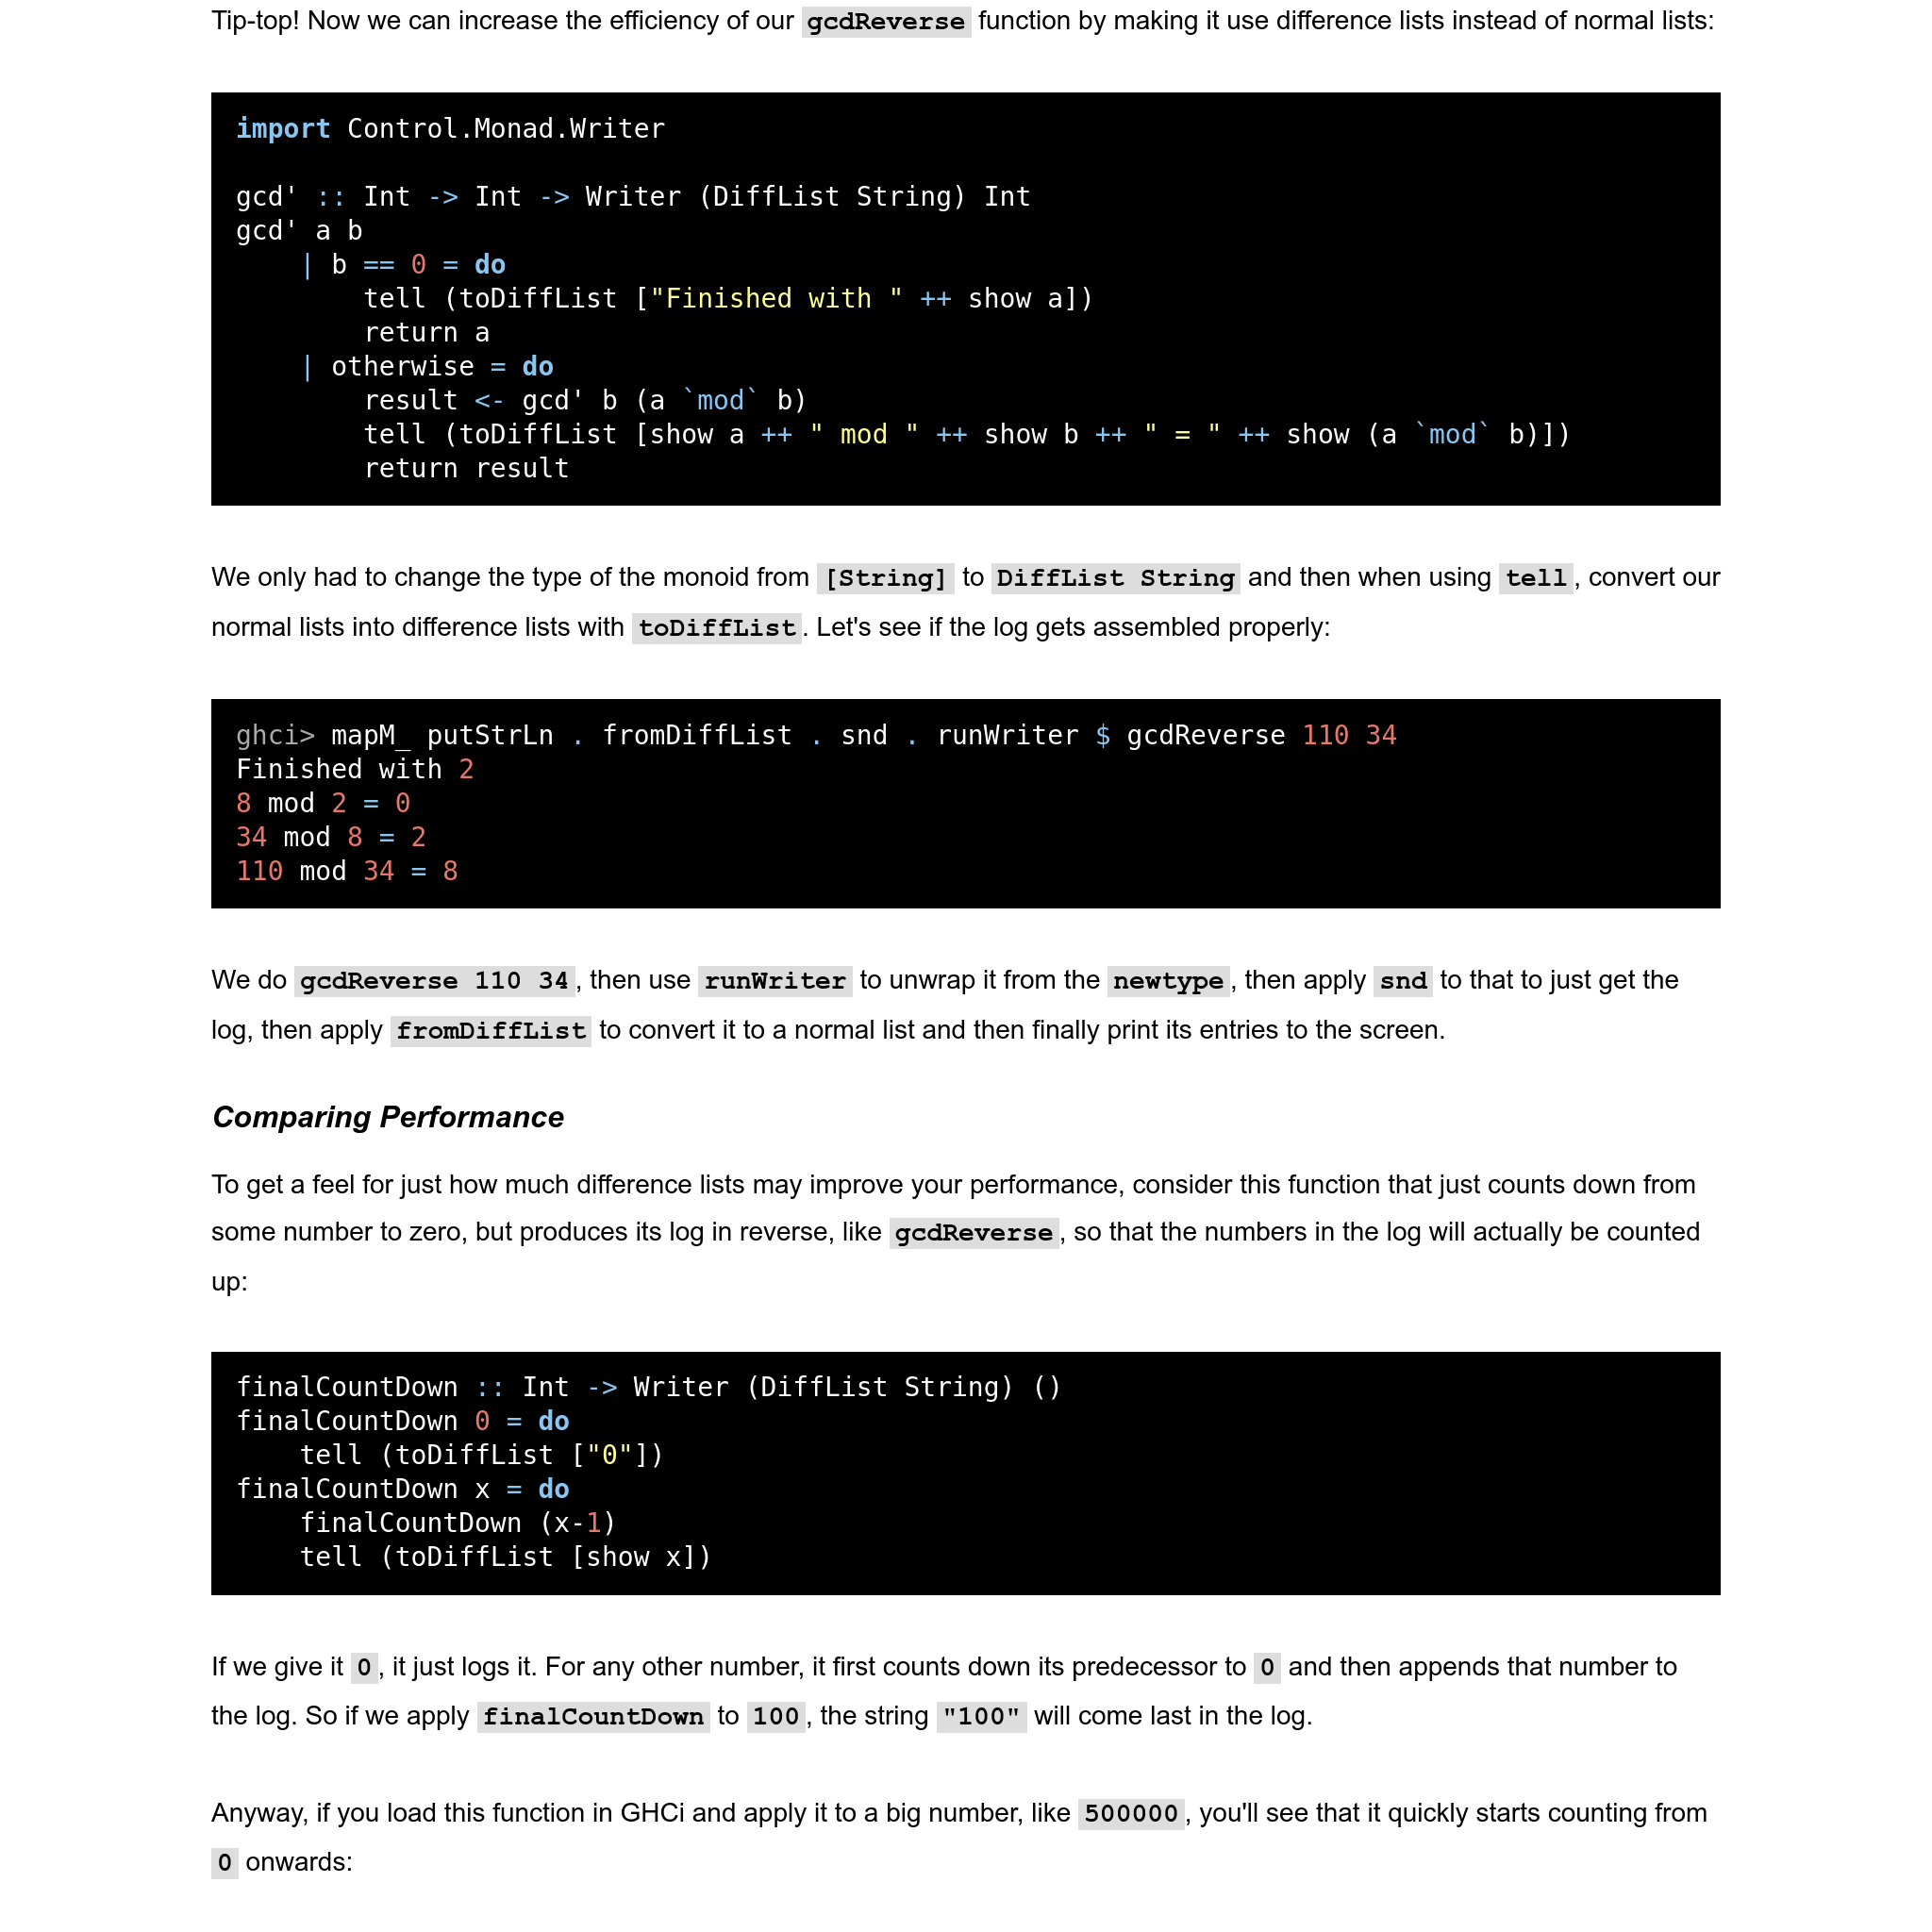 Tip-top! Now we can increase the efficiency of our gcdReverse function by making it use difference lists instead of normal lists:
import Control.Monad.Writer
gcd' :: Int -> Int -> Writer (DiffList String) Int
gcd' a b
    | b == 0 = do
        tell (toDiffList ["Finished with " ++ show a])
        return a
    | otherwise = do
        result <- gcd' b (a `mod` b)
        tell (toDiffList [show a ++ " mod " ++ show b ++ " = " ++ show (a `mod` b)])
        return result
We only had to change the type of the monoid from [String] to DiffList String and then when using tell, convert our
normal lists into difference lists with toDiffList. Let's see if the log gets assembled properly:
ghci> mapM_ putStrLn . fromDiffList . snd . runWriter $ gcdReverse 110 34
Finished with 2
8 mod 2 = 0
34 mod 8 = 2
110 mod 34 = 8
We do gcdReverse 110 34, then use runWriter to unwrap it from the newtype, then apply snd to that to just get the
log, then apply fromDiffList to convert it to a normal list and then finally print its entries to the screen.
Comparing Performance
To get a feel for just how much difference lists may improve your performance, consider this function that just counts down from
some number to zero, but produces its log in reverse, like gcdReverse, so that the numbers in the log will actually be counted
up:
finalCountDown :: Int -> Writer (DiffList String) ()
finalCountDown 0 = do
    tell (toDiffList ["0"])
finalCountDown x = do
    finalCountDown (x-1)
    tell (toDiffList [show x])
If we give it 0, it just logs it. For any other number, it first counts down its predecessor to 0 and then appends that number to
the log. So if we apply finalCountDown to 100, the string "100" will come last in the log.
Anyway, if you load this function in GHCi and apply it to a big number, like 500000, you'll see that it quickly starts counting from
0 onwards: